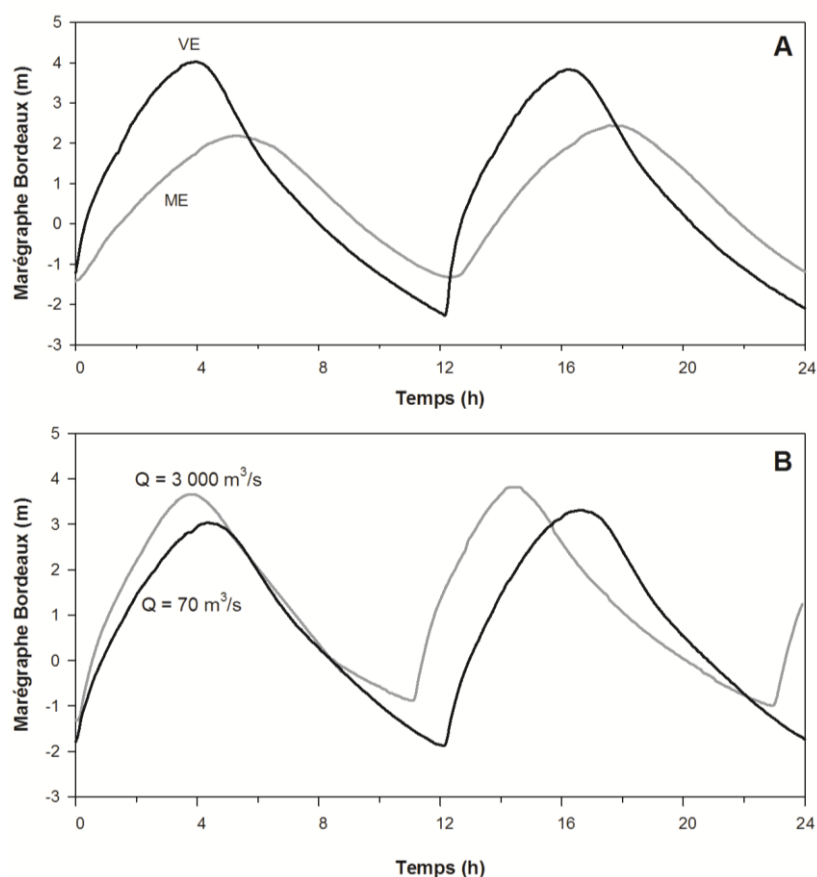 A
VE
ME
Marégraphe Bordeaux (m)
5
4
3
2
1
0
-1
-2
-3
0 4 8 12 16 20 24
Temps (h)
B
Q = 3 000 m³/s
Q = 70 m³/s
Marégraphe Bordeaux (m)
5
4
3
2
1
0
-1
-2
-3
0 4 8 12 16 20 24
Temps (h)